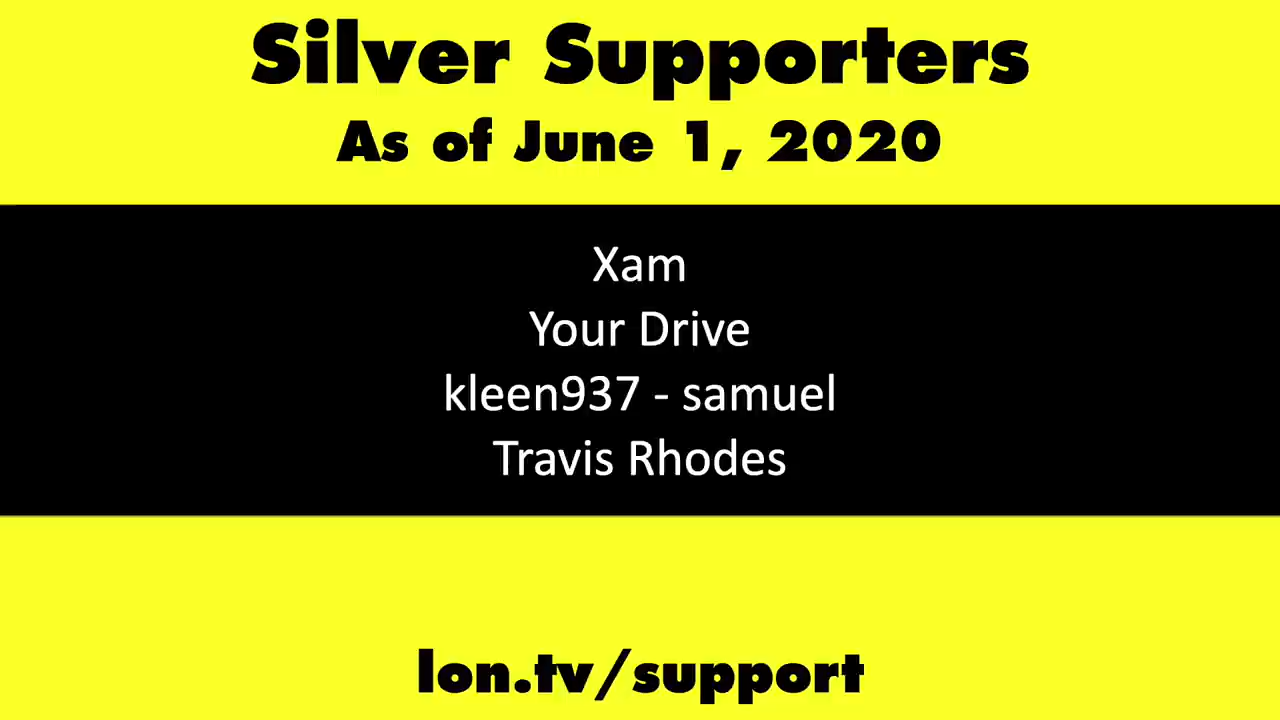 Silver Supporters
As of June 1, 2020
Xam
Your Drive
kleen937 - samuel
Travis Rhodes
lon.tv/support